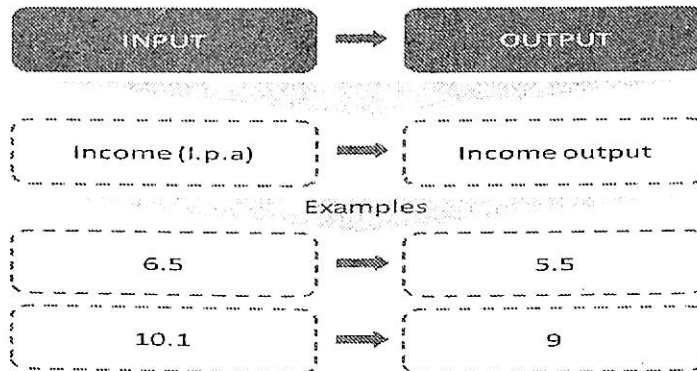 INPUT OUTPUT
Income (l.p.a) Income output
Examples
6.5 5.5
10.1 9